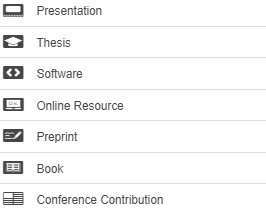 Presentation
Thesis
Software
Online Resource
Preprint
Book
Conference Contribution